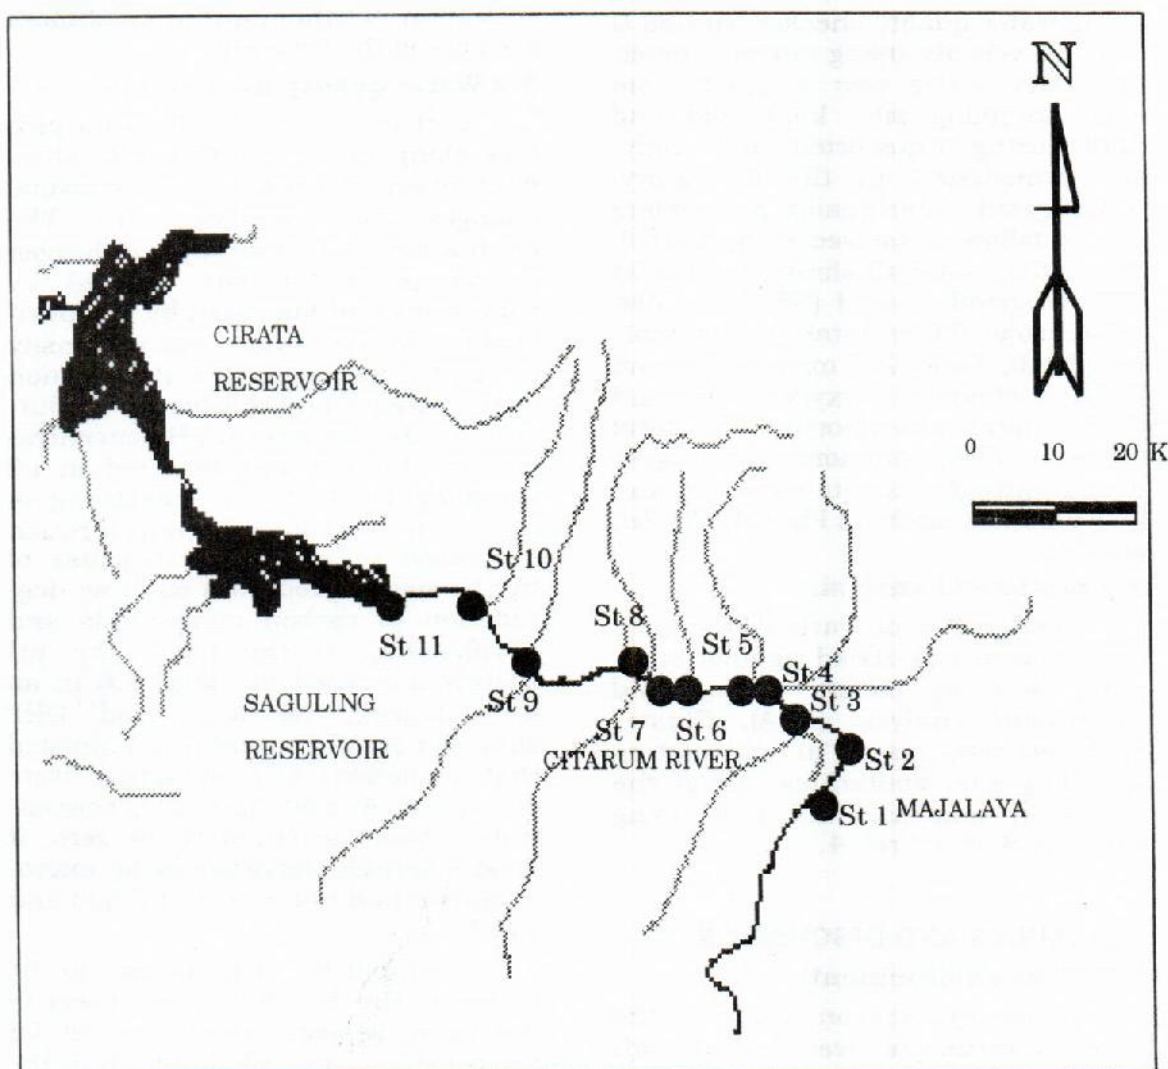 N
CIRATA
RESERVOIR
0 10 20 K
St 10
St 8
St 11
St 5
St 4
St 9
St 3
SAGULING
St 7 St 6
RESERVOIR
CITARUM RIVER
St 2
St 1 MAJALAYA